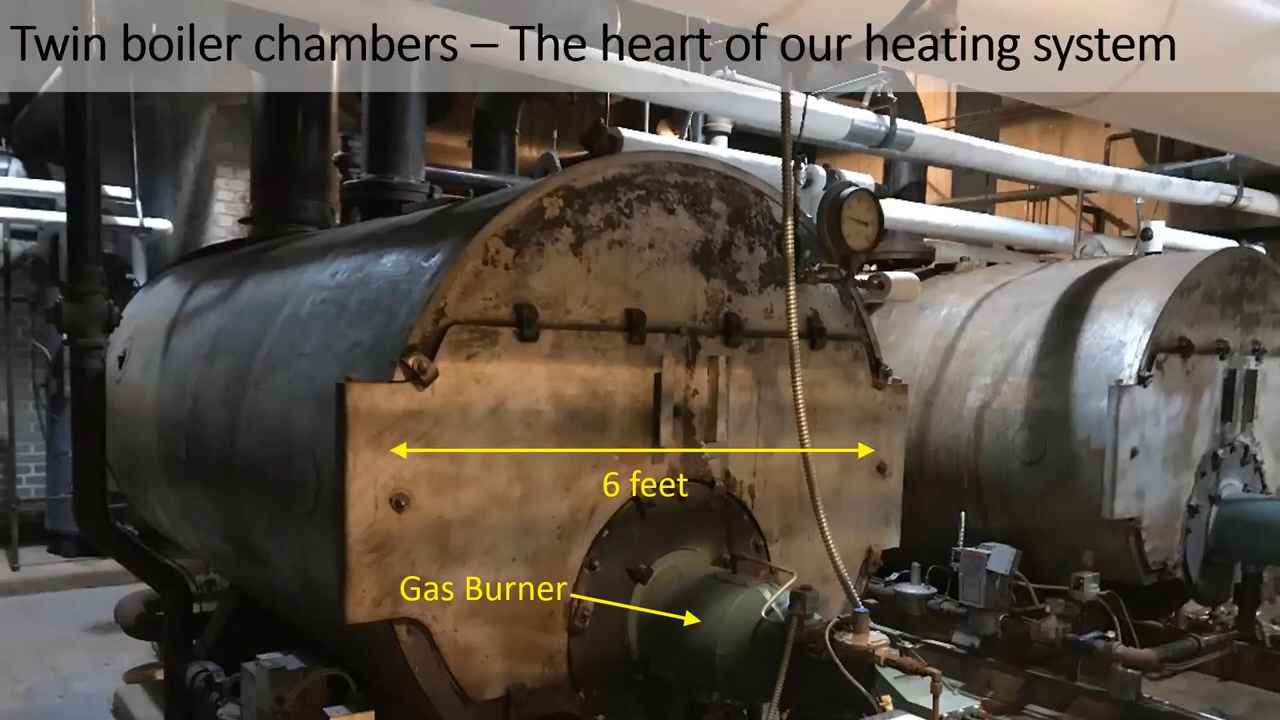 Twin boiler chambers – The heart of our heating system
6 feet
Gas Burner